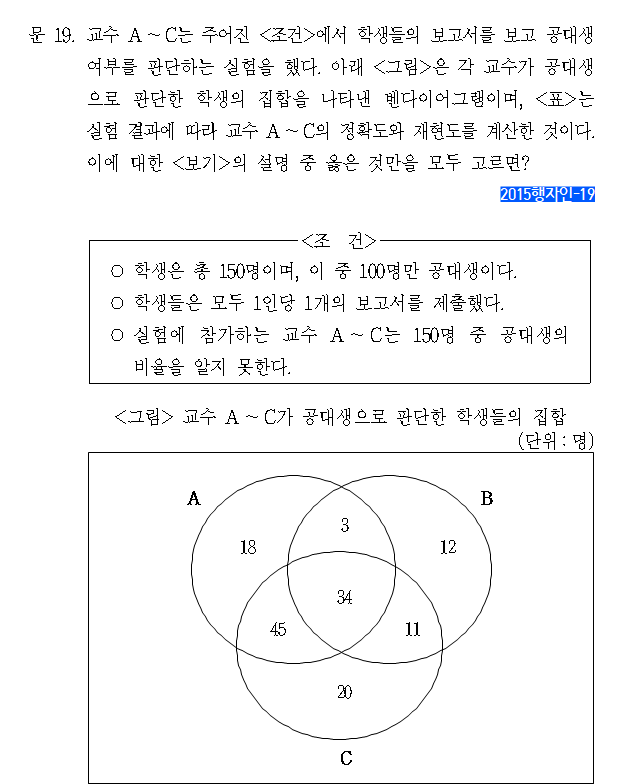 문 19. 교수 A ~ C는 주어진 <조건>에서 학생들의 보고서를 보고 공대생
여부를 판단하는 실험을 했다. 아래 <그림>은 각 교수가 공대생
으로 판단한 학생의 집합을 나타낸 벤다이어그램이며, <표>는
실험 결과에 따라 교수 A ~ C의 정확도와 재현도를 계산한 것이다.
이에 대한 <보기>의 설명 중 옳은 것만을 모두 고르면?
2015행자인-19
<조 건>
○ 학생은 총 150명이며, 이 중 100명만 공대생이다.
○ 학생들은 모두 1인당 1개의 보고서를 제출했다.
○ 실험에 참가하는 교수 A ~ C는 150명 중 공대생의
비율을 알지 못한다.
<그림> 교수 A ~ C가 공대생으로 판단한 학생들의 집합
(단위 : 명)
A
B
3
18
12
34
45
11
20
C